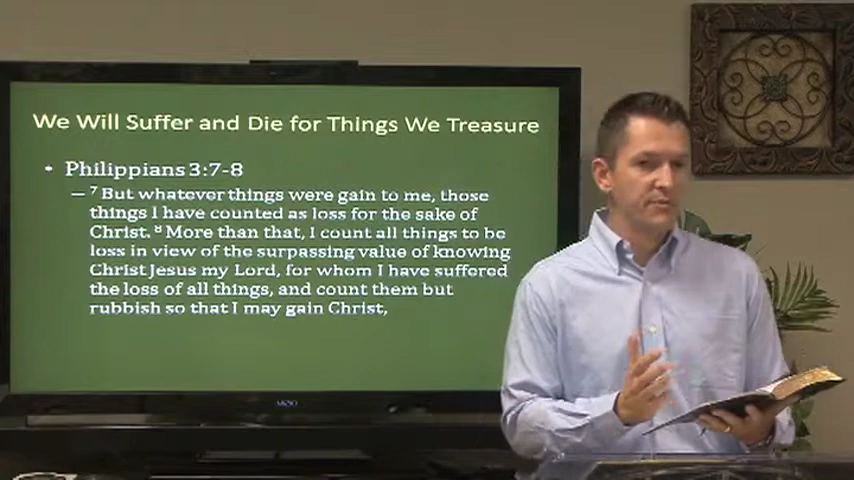 We Will Suffer and Die for Things We Treasure
• Philippians 3:7-8
– ⁷ But whatever things were gain to me, those
things I have counted as loss for the sake of
Christ. ⁸ More than that, I count all things to be
loss in view of the surpassing value of knowing
Christ Jesus my Lord, for whom I have suffered
the loss of all things, and count them but
rubbish so that I may gain Christ,
VIZIO